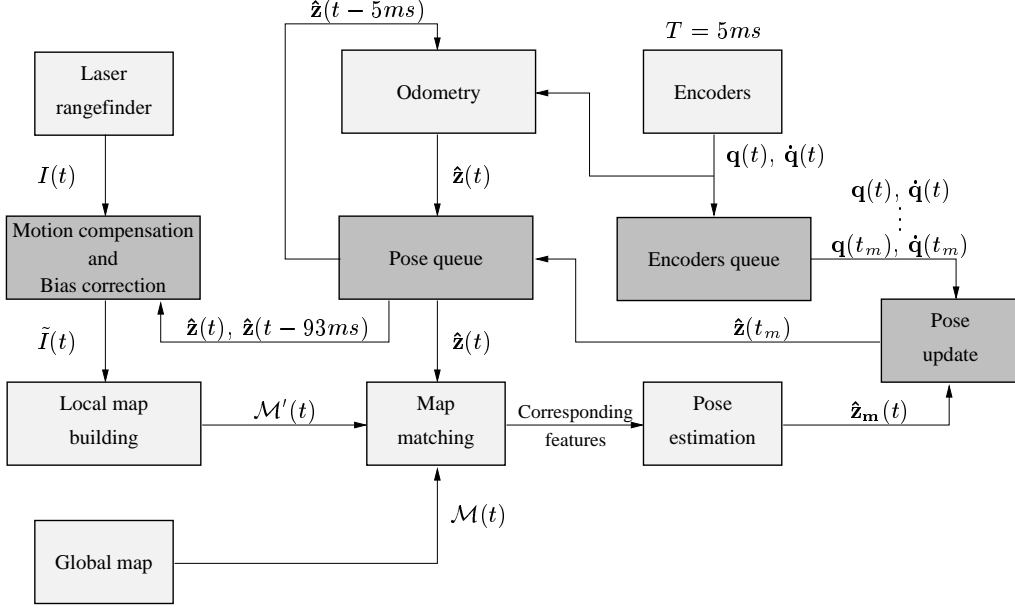 ẑ(t − 5ms)
T = 5ms
Laser
rangefinder
Odometry
Encoders
q(t), q̇(t)
I(t)
ẑ(t)
q(t), q̇(t)
⋮
q(t_m), q̇(t_m)
Motion compensation
and
Bias correction
Pose queue
Encoders queue
ẑ(t), ẑ(t − 93ms)
ẑ(t_m)
Pose
update
Ĩ(t)
ẑ(t)
Local map
building
ℳ′(t)
Map
matching
Corresponding
features
Pose
estimation
ẑ_m(t)
ℳ(t)
Global map